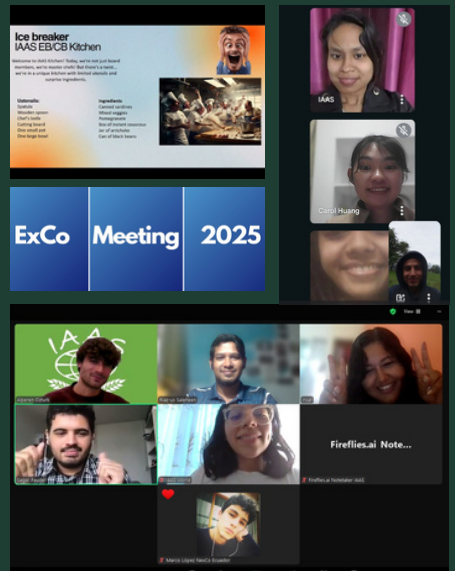 Ice breaker
IAAS EB/CB Kitchen
Welcome to IAAS Kitchen! Today, we're not just board
members, we're master chefs! But there's a twist...
we're in a unique kitchen with limited utensils and
surprise ingredients.
Utensils:
Spatula
Wooden spoon
Chef's knife
Cutting board
One small pot
One large bowl
Ingredients:
Canned sardines
Mixed veggies
Pomegranate
Box of instant couscous
Jar of artichoke
Can of black beans
IAAS
Carol Huang
ExCo
Meeting
2025
View
IAAS
Fireflies.ai Note...
Fireflies.ai Notetaker IAAS
IAAS World
Marco López NexCo Ecuador